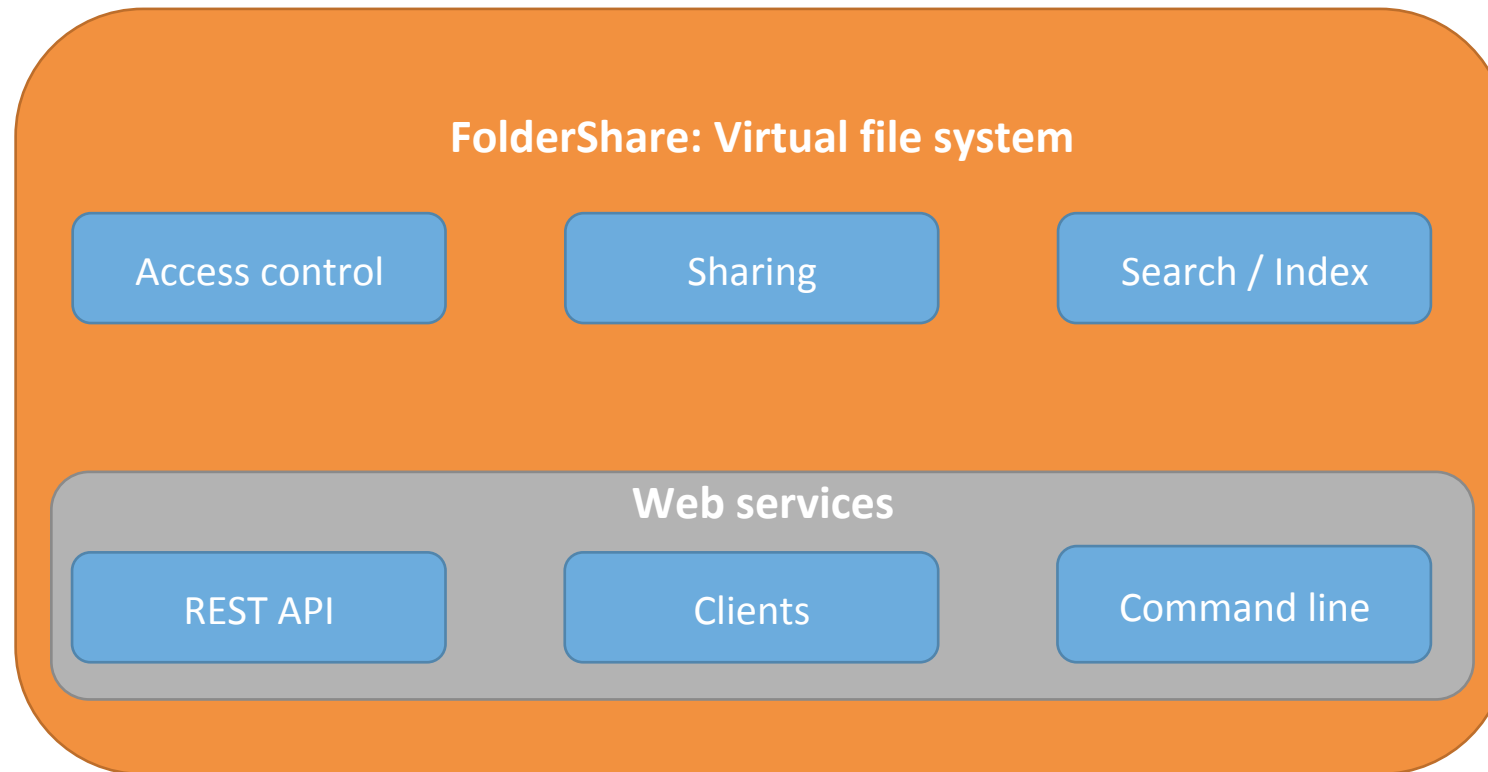 FolderShare: Virtual file system
Access control
Sharing
Search / Index
Web services
REST API
Clients
Command line